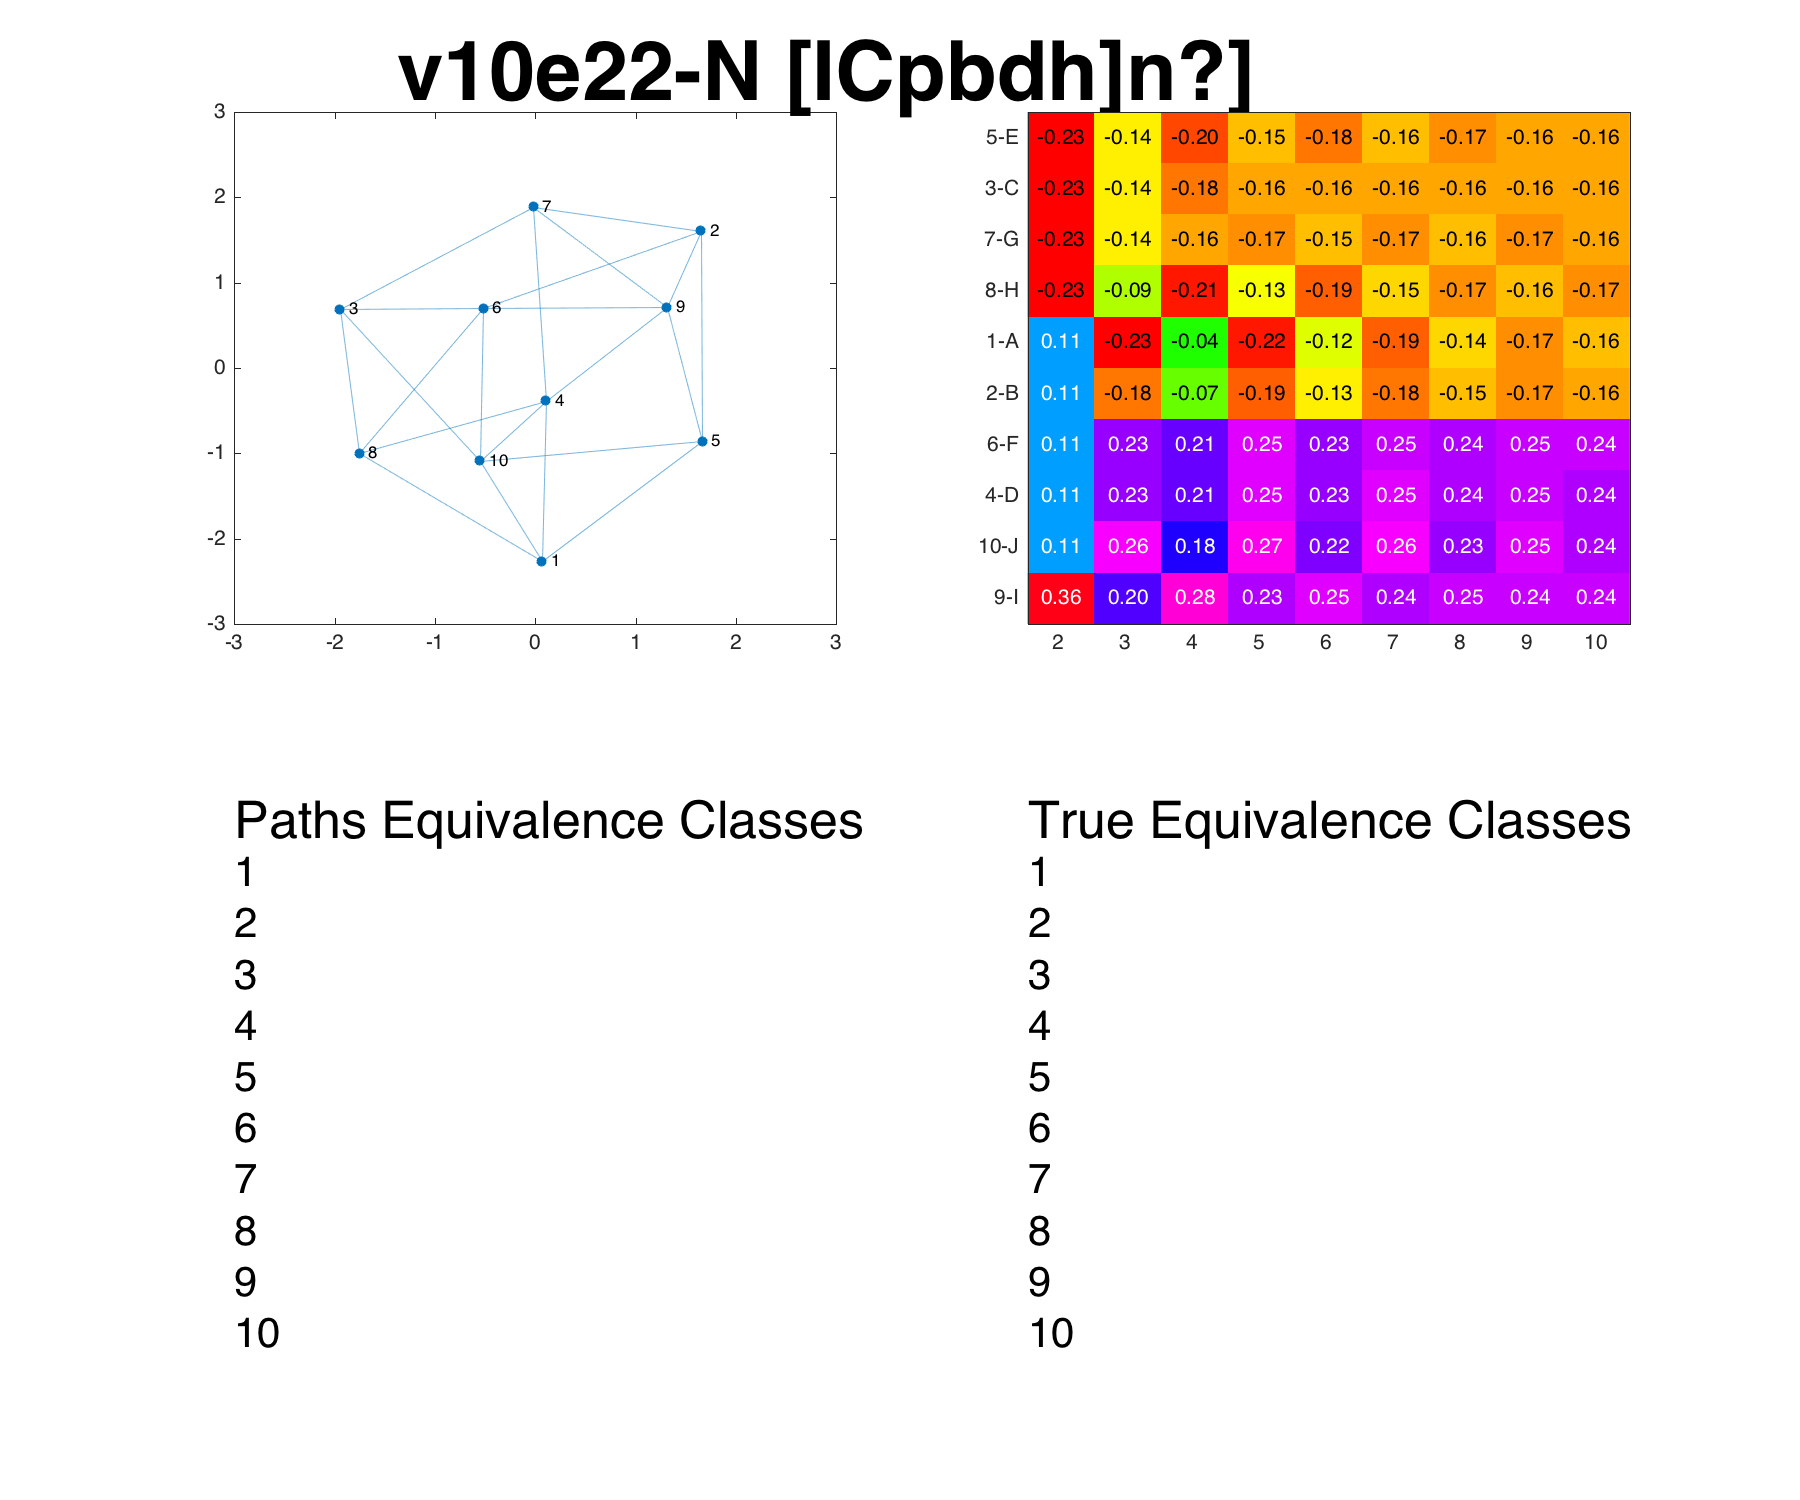 v10e22-N [ICpbdh]n?]
3
2
1
0
-1
-2
-3
-3 -2 -1 0 1 2 3
7
2
3
6
9
4
8
10
5
1
5-E -0.23 -0.14 -0.20 -0.15 -0.18 -0.16 -0.17 -0.16 -0.16
3-C -0.23 -0.14 -0.18 -0.16 -0.16 -0.16 -0.16 -0.16 -0.16
7-G -0.23 -0.14 -0.16 -0.17 -0.15 -0.17 -0.16 -0.17 -0.16
8-H -0.23 -0.09 -0.21 -0.13 -0.19 -0.15 -0.17 -0.16 -0.17
1-A 0.11 -0.23 -0.04 -0.22 -0.12 -0.19 -0.14 -0.17 -0.16
2-B 0.11 -0.18 -0.07 -0.19 -0.13 -0.18 -0.15 -0.17 -0.16
6-F 0.11 0.23 0.21 0.25 0.23 0.25 0.24 0.25 0.24
4-D 0.11 0.23 0.21 0.25 0.23 0.25 0.24 0.25 0.24
10-J 0.11 0.26 0.18 0.27 0.22 0.26 0.23 0.25 0.24
9-I 0.36 0.20 0.28 0.23 0.25 0.24 0.25 0.24 0.24
2 3 4 5 6 7 8 9 10
Paths Equivalence Classes
1
2
3
4
5
6
7
8
9
10
True Equivalence Classes
1
2
3
4
5
6
7
8
9
10